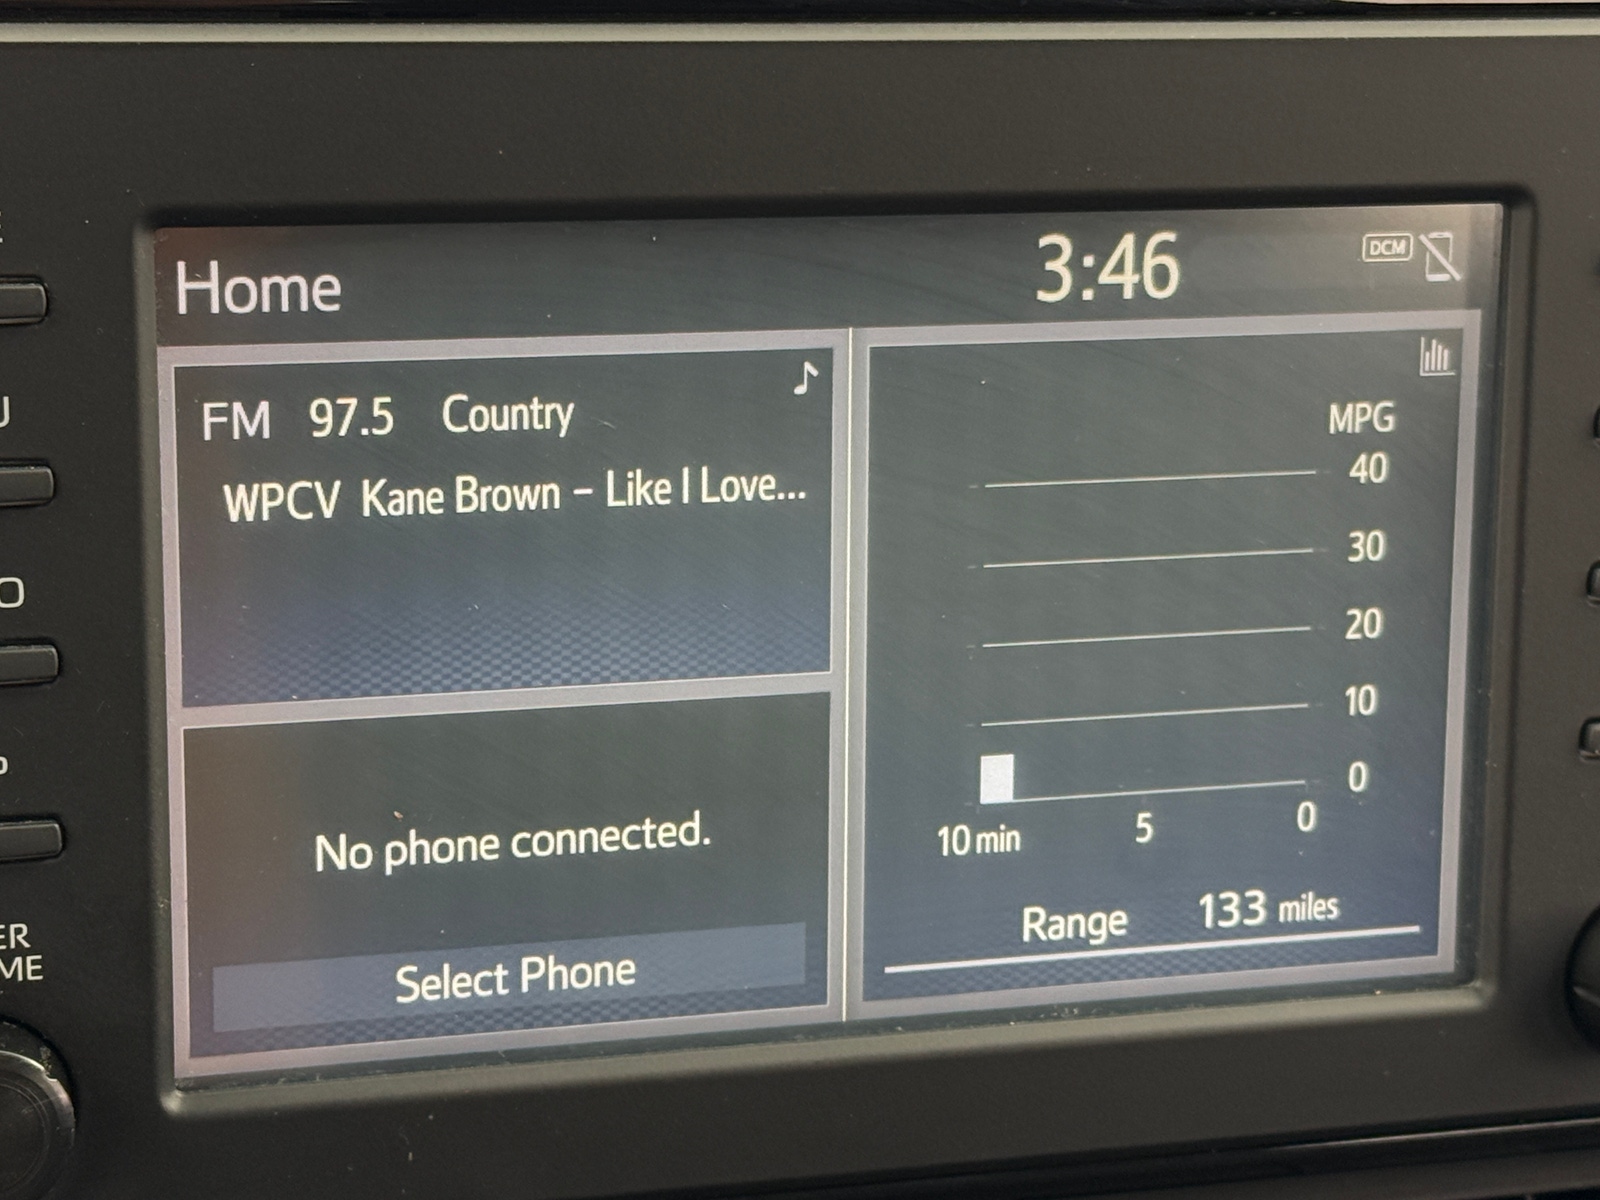 Home
3:46
DCM
FM 97.5 Country
WPCV Kane Brown – Like I Love...
No phone connected.
Select Phone
MPG
40
30
20
10
0
10 min 5 0
Range 133 miles